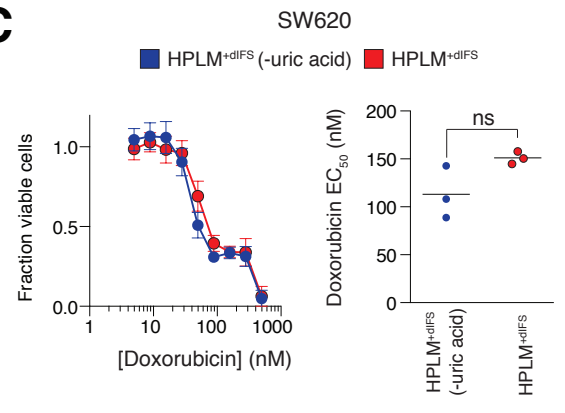 C
SW620
HPLM+dIFS (-uric acid) HPLM+dIFS
Fraction viable cells
1.0
0.5
0.0
1 10 100 1000
[Doxorubicin] (nM)
Doxorubicin EC50 (nM)
200
150
100
50
0
ns
HPLM+dIFS
(-uric acid)
HPLM+dIFS